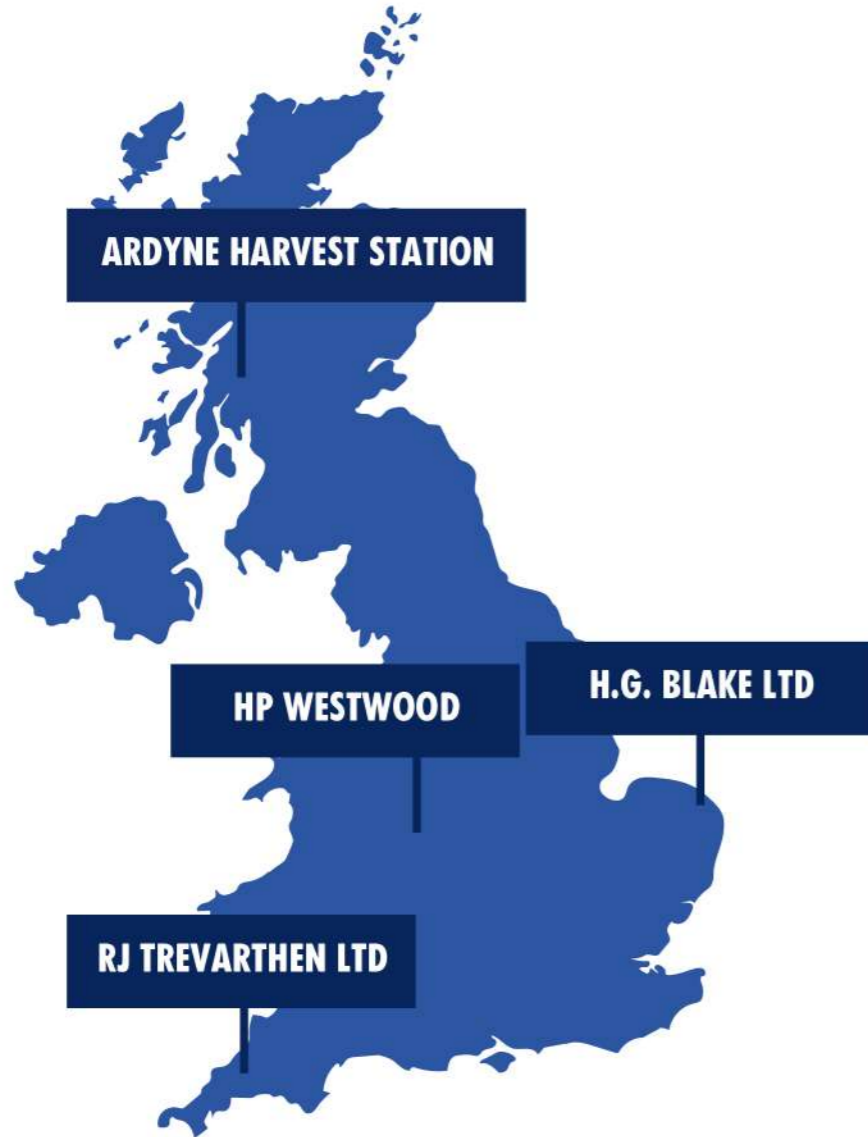 ARDYNE HARVEST STATION
HP WESTWOOD
H.G. BLAKE LTD
RJ TREVARTHEN LTD